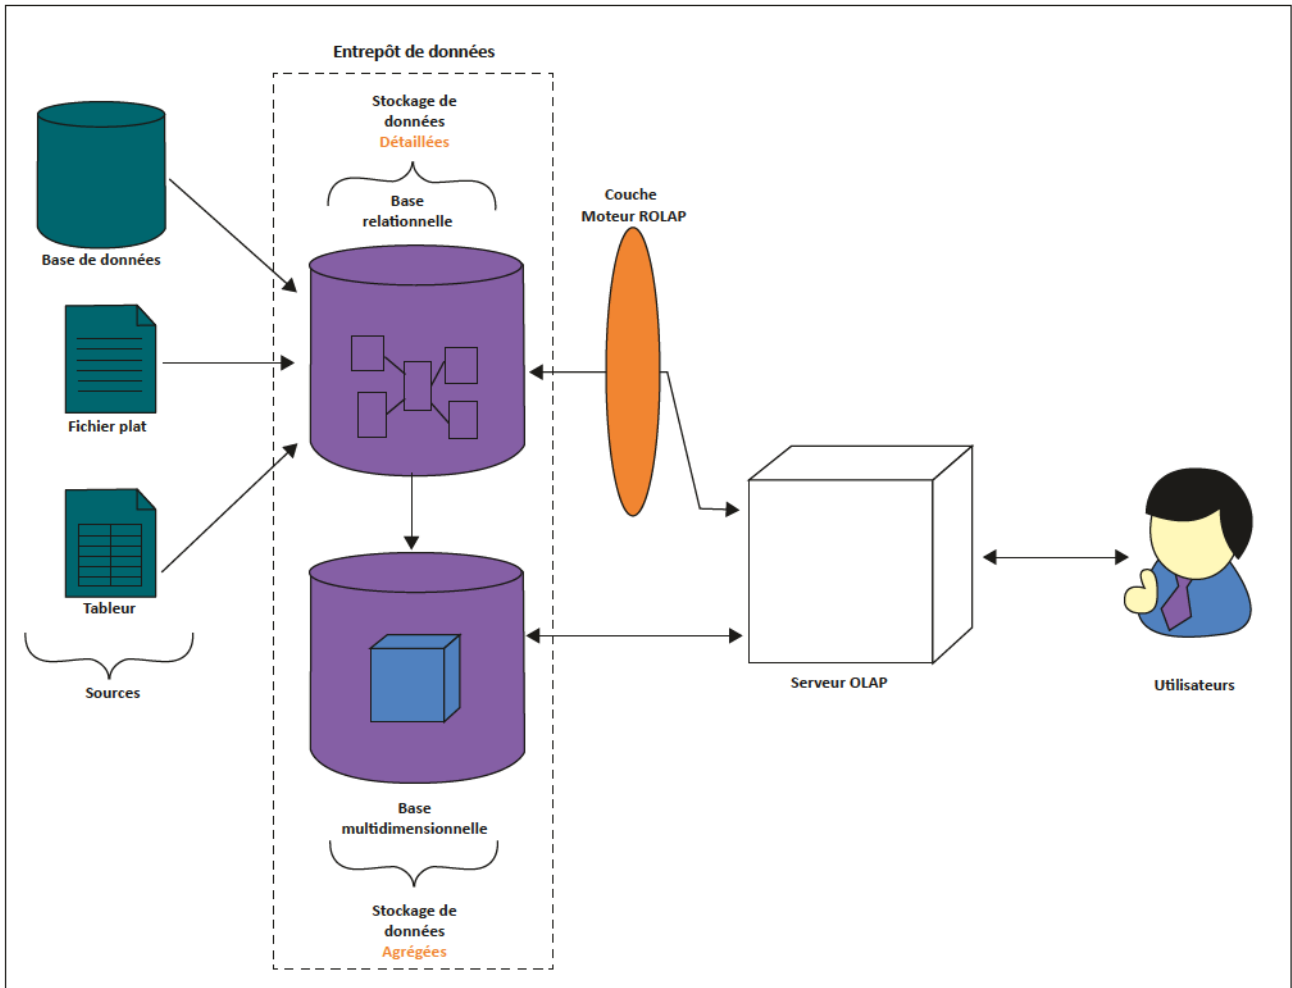 Entrepôt de données
Stockage de
données
Détaillées
Base
relationnelle
Couche
Moteur ROLAP
Base de données
Fichier plat
Tableur
Sources
Base
multidimensionnelle
Stockage de
données
Agrégées
Serveur OLAP
Utilisateurs